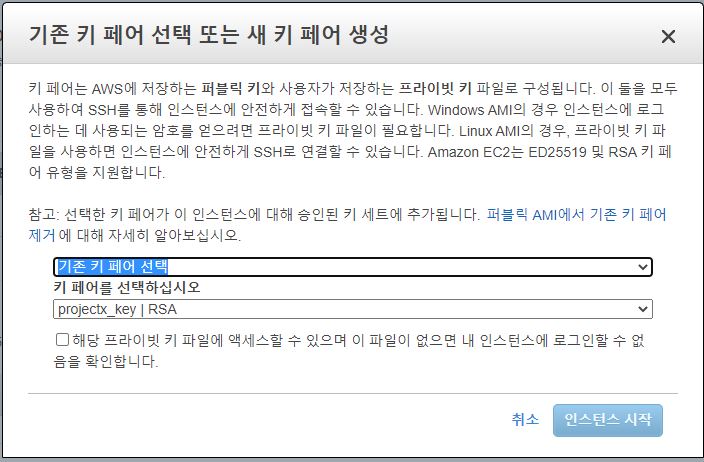 기존 키 페어 선택 또는 새 키 페어 생성
키 페어는 AWS에 저장하는 퍼블릭 키와 사용자가 저장하는 프라이빗 키 파일로 구성됩니다. 이 둘을 모두
사용하여 SSH를 통해 인스턴스에 안전하게 접속할 수 있습니다. Windows AMI의 경우 인스턴스에 로그
인하는 데 사용되는 암호를 얻으려면 프라이빗 키 파일이 필요합니다. Linux AMI의 경우, 프라이빗 키 파
일을 사용하면 인스턴스에 안전하게 SSH로 연결할 수 있습니다. Amazon EC2는 ED25519 및 RSA 키 페
어 유형을 지원합니다.
참고: 선택한 키 페어가 이 인스턴스에 대해 승인된 키 세트에 추가됩니다. 퍼블릭 AMI에서 기존 키 페어
제거에 대해 자세히 알아보십시오.
기존 키 페어 선택
키 페어를 선택하십시오
projectx_key | RSA
해당 프라이빗 키 파일에 액세스할 수 있으며 이 파일이 없으면 내 인스턴스에 로그인할 수 없
음을 확인합니다.
취소 인스턴스 시작